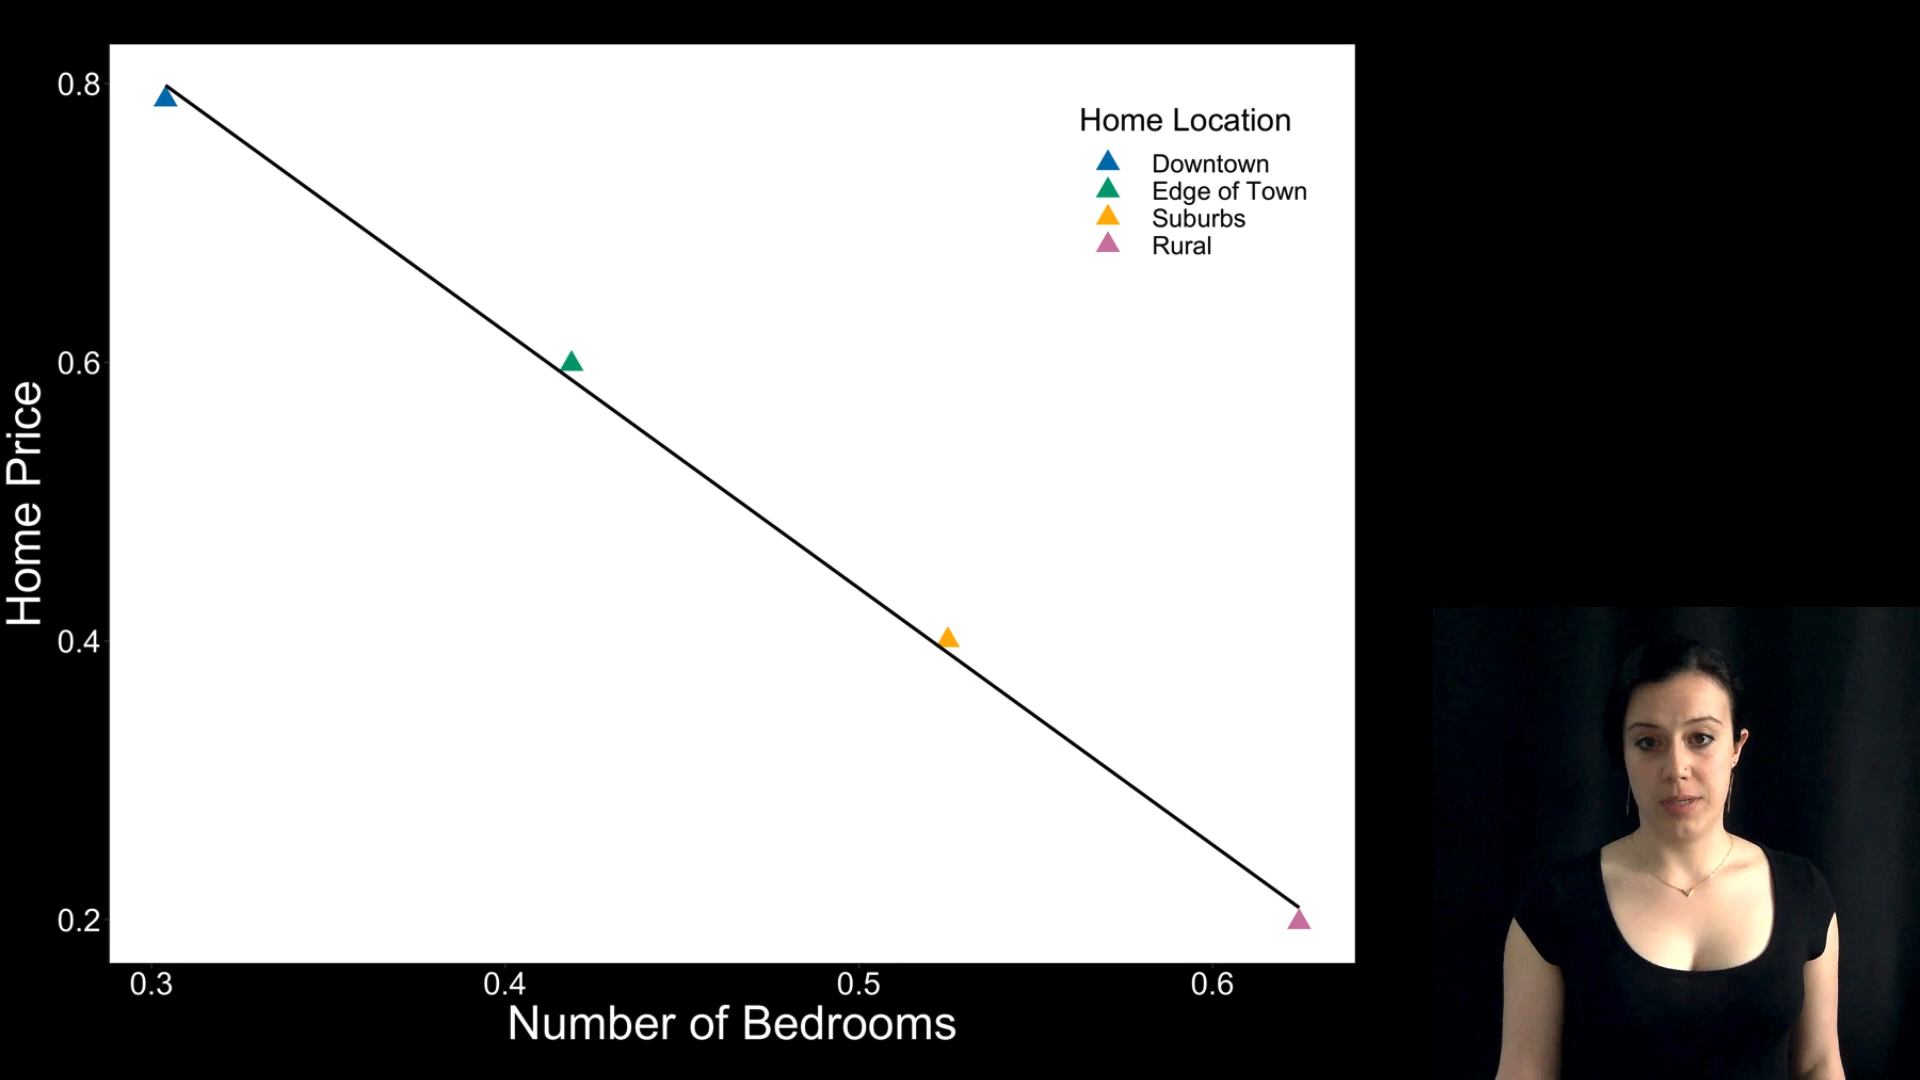 Home Price
0.8
0.6
0.4
0.2
Home Location
Downtown
Edge of Town
Suburbs
Rural
0.3 0.4 0.5 0.6
Number of Bedrooms